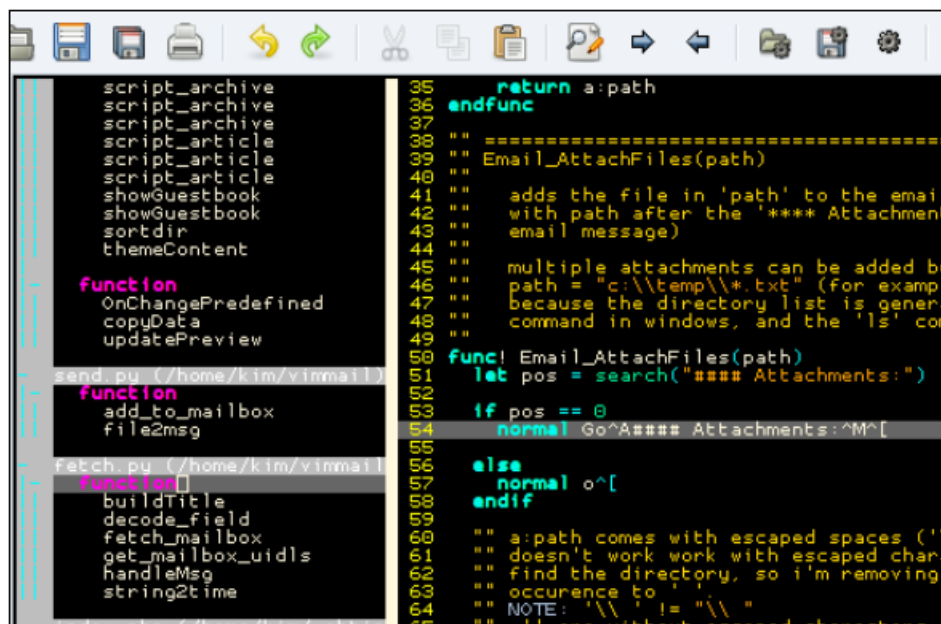 script_archive
script_archive
script_archive
script_article
script_article
script_article
showGuestbook
showGuestbook
sortdir
themeContent
function
OnChangePredefined
copyData
updatePreview
send.py (/home/kim/vimmail)
function
add_to_mailbox
file2msg
fetch.py (/home/kim/vimmail
function
buildTitle
decode_field
fetch_mailbox
get_mailbox_uidls
handleMsg
string2time
35 return a:path
36 endfunc
37
38 "" =====================================
39 "" Email_AttachFiles(path)
40 ""
41 "" adds the file in 'path' to the emai
42 "" with path after the '**** Attachmen
43 "" email message)
44 ""
45 "" multiple attachments can be added b
46 "" path = "c:\\temp\\*.txt" (for examp
47 "" because the directory list is gener
48 "" command in windows, and the 'ls' co
49 ""
50 func! Email_AttachFiles(path)
51 let pos = search("#### Attachments:")
52
53 if pos == 0
54 normal Go^A#### Attachments:^M^[
55
56 else
57 normal o^[
58 endif
59
60 "" a:path comes with escaped spaces ('
61 "" doesn't work work with escaped char
62 "" find the directory, so i'm removing
63 "" occurence to ' '.
64 "" NOTE: '\\ ' != "\\ "